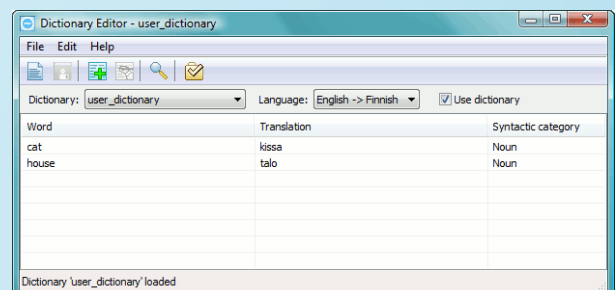 Dictionary Editor - user_dictionary
File Edit Help
Dictionary: user_dictionary Language: English -> Finnish Use dictionary
Word Translation Syntactic category
cat kissa Noun
house talo Noun
Dictionary 'user_dictionary' loaded